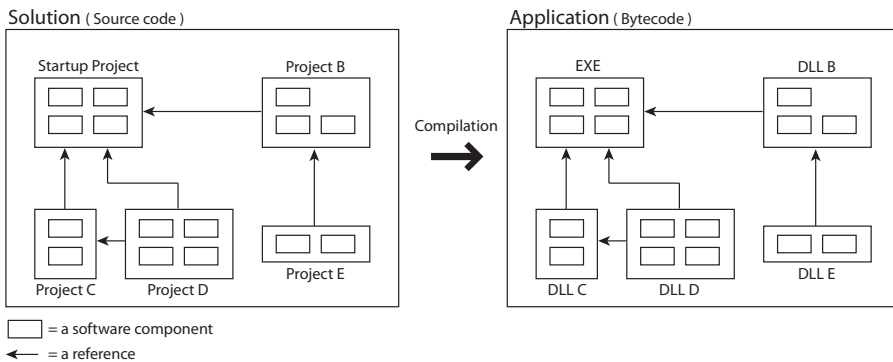 Solution ( Source code )
Startup Project
Project B
Project C
Project D
Project E
Compilation
Application ( Bytecode )
EXE
DLL B
DLL C
DLL D
DLL E
= a software component
= a reference